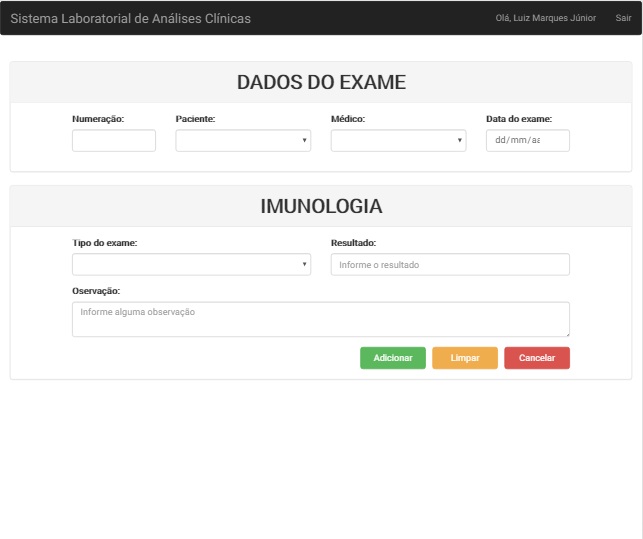 Sistema Laboratorial de Análises Clínicas Olá, Luiz Marques Júnior Sair
DADOS DO EXAME
Numeração: Paciente: Médico: Data do exame:
dd/mm/aa
IMUNOLOGIA
Tipo do exame: Resultado:
Informe o resultado
Oservação:
Informe alguma observação
Adicionar Limpar Cancelar